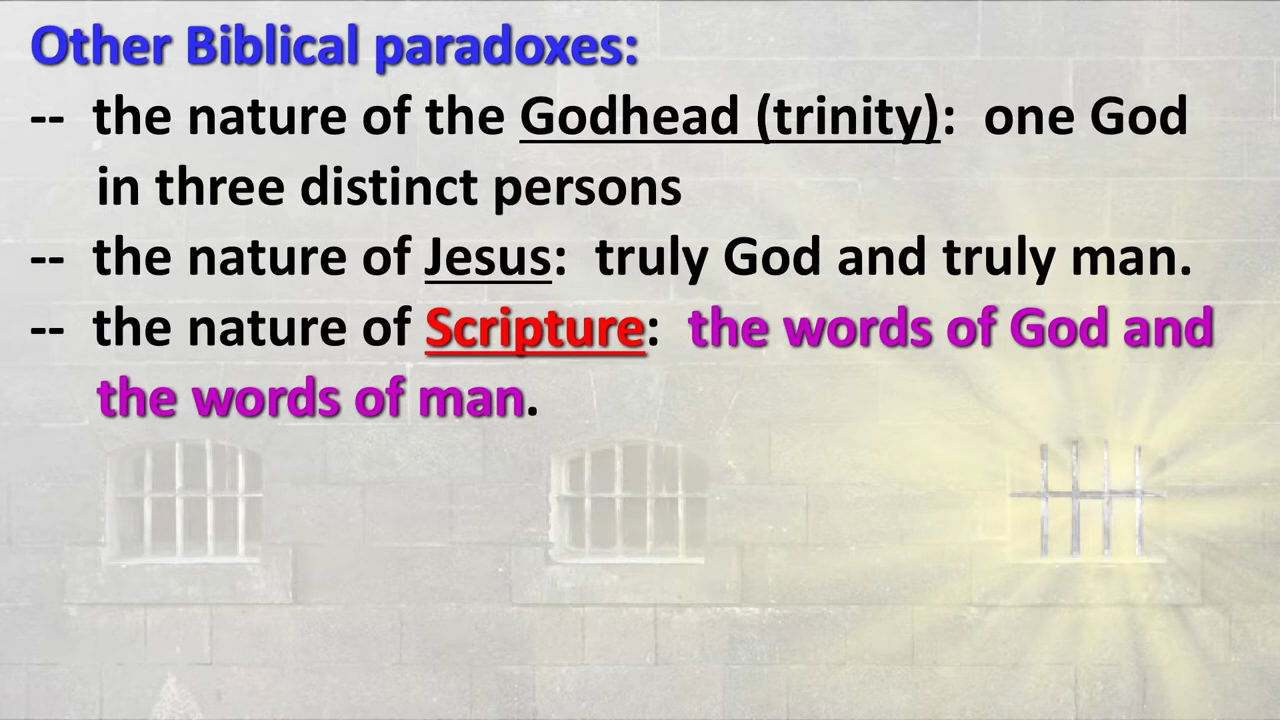 Other Biblical paradoxes:
-- the nature of the Godhead (trinity): one God
in three distinct persons
-- the nature of Jesus: truly God and truly man.
-- the nature of Scripture: the words of God and
the words of man.